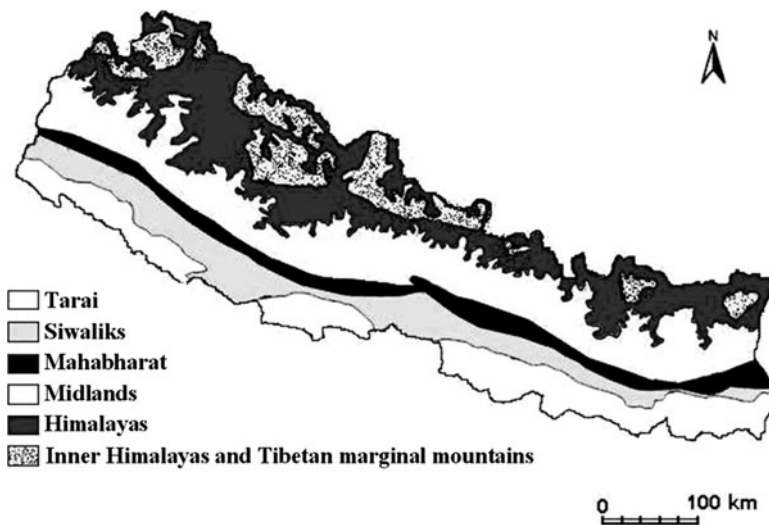 N
Tarai
Siwaliks
Mahabharat
Midlands
Himalayas
Inner Himalayas and Tibetan marginal mountains
0 100 km